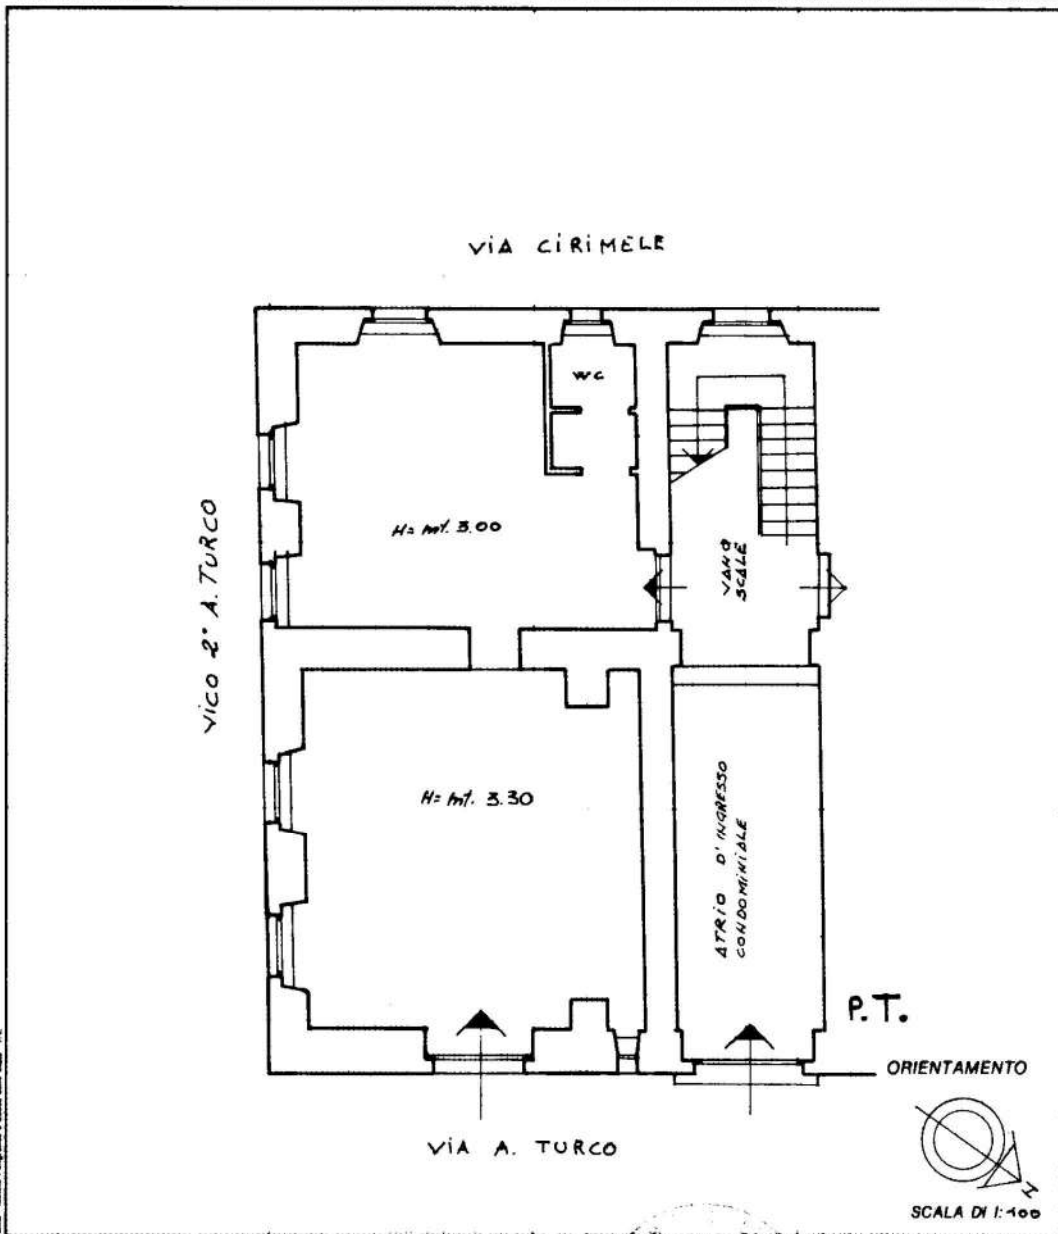 VIA CIRIMELE
WC
H= mt. 3.00
VANO
SCALE
VICO 2° A. TURCO
H= mt. 3.30
ATRIO D'INGRESSO
CONDOMINIALE
P.T.
ORIENTAMENTO
N
VIA A. TURCO
SCALA DI 1:100